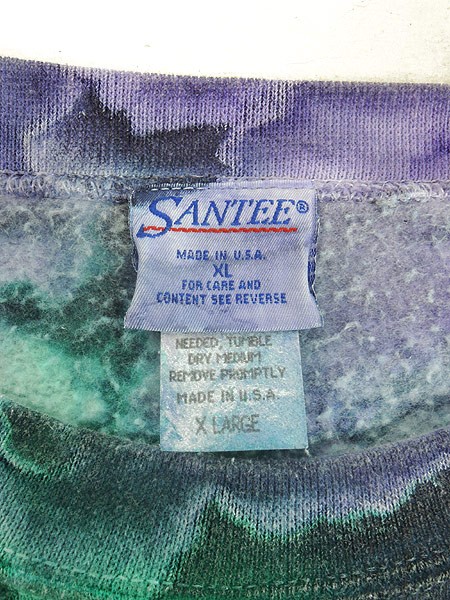 SANTEE®
MADE IN U.S.A.
XL
FOR CARE AND
CONTENT SEE REVERSE
NEEDED, TUMBLE
DRY MEDIUM
REMOVE PROMPTLY
MADE IN U.S.A
X LARGE